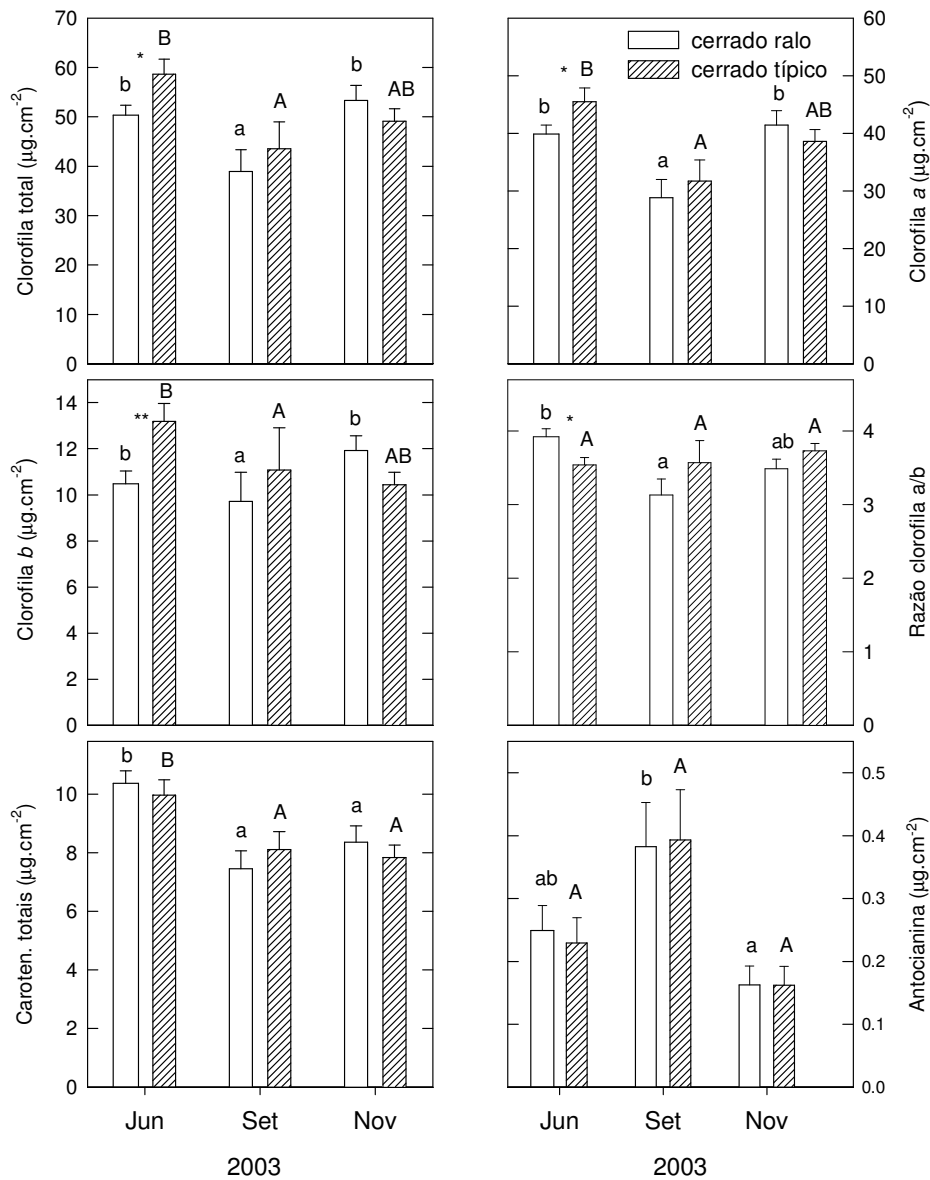 Clorofila total (µg.cm-2)
70
60
50
40
30
20
10
0
b
*
B
a
A
b
AB
cerrado ralo
cerrado típico
b
*
B
a
A
b
AB
60
50
40
30
20
10
0
Clorofila a (µg.cm-2)
Clorofila b (µg.cm-2)
14
12
10
8
6
4
2
0
b
**
B
a
A
b
AB
b
*
A
a
A
ab
A
4
3
2
1
0
Razão clorofila a/b
Caroten. totais (µg.cm-2)
10
8
6
4
2
0
b
B
a
A
a
A
Jun
Set
Nov
2003
ab
A
b
A
a
A
0.5
0.4
0.3
0.2
0.1
0.0
Antocianina (µg.cm-2)
Jun
Set
Nov
2003